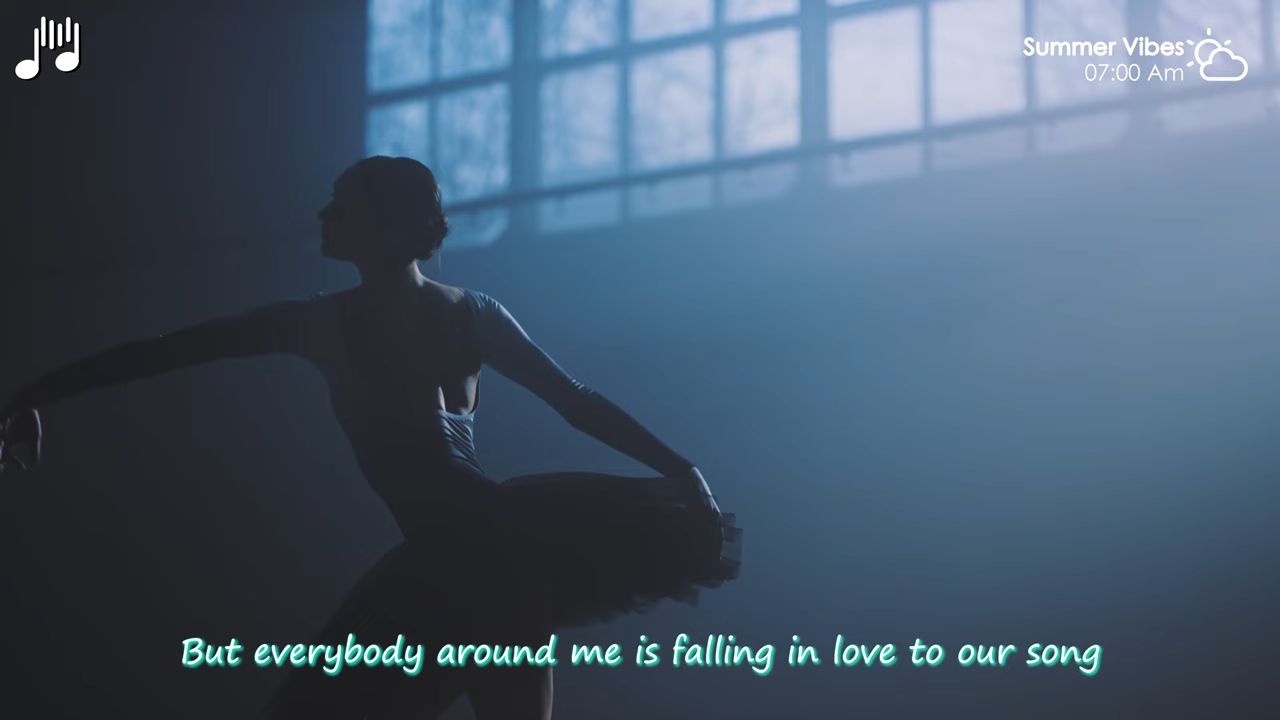 Summer Vibes
07:00 Am
But everybody around me is falling in love to our song